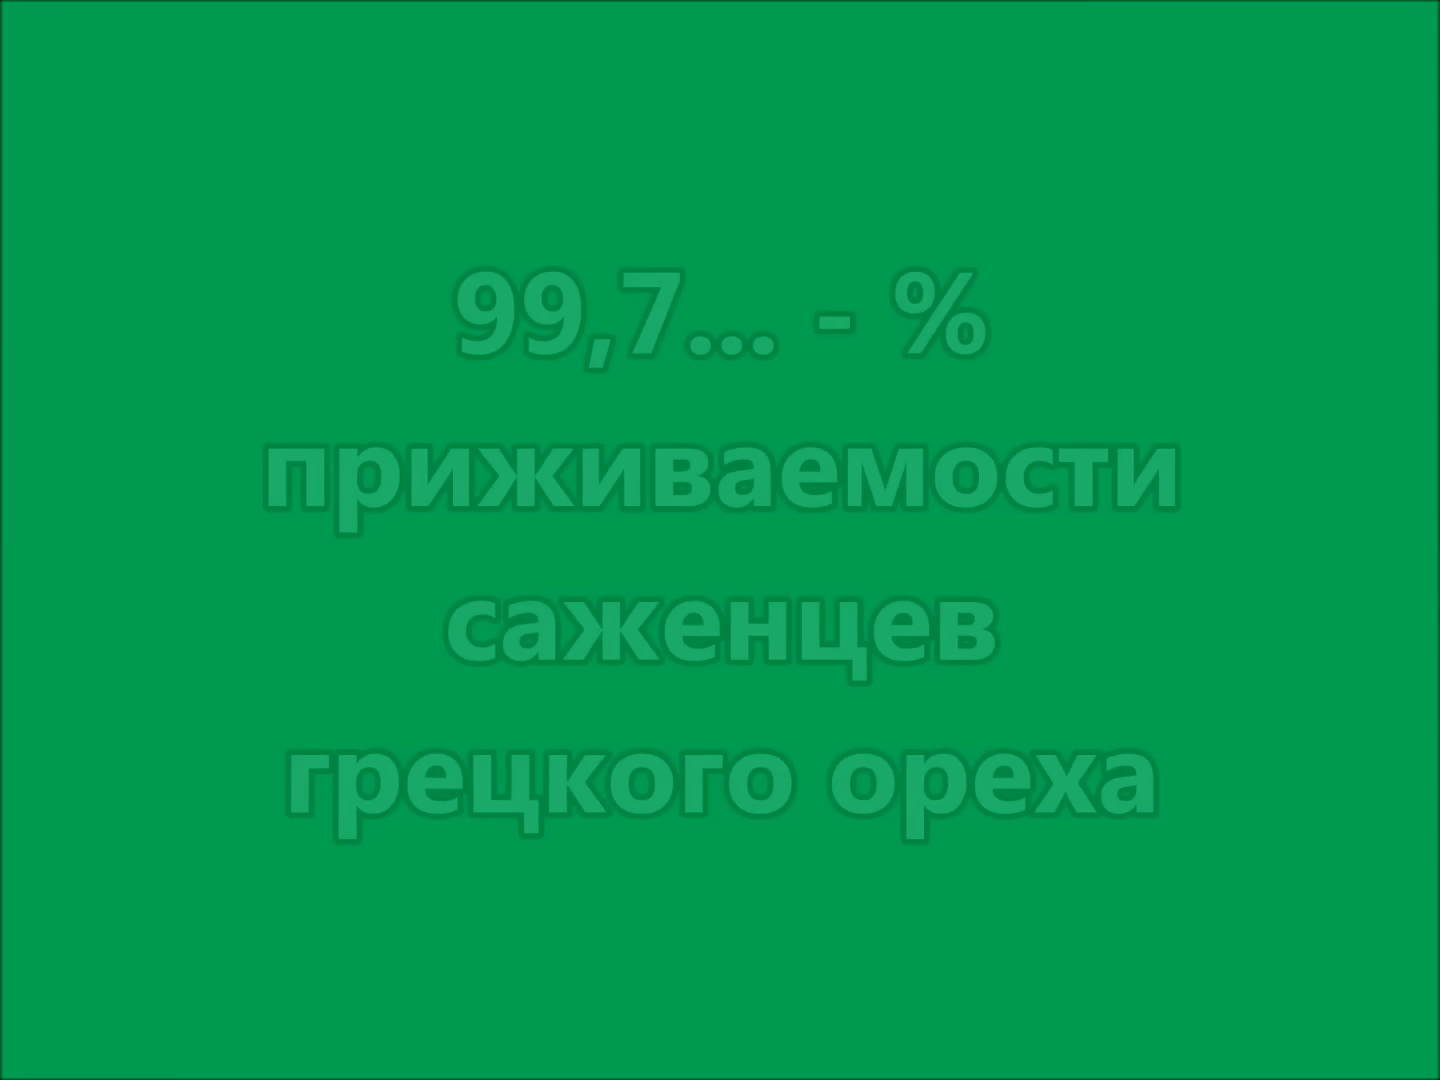 99,7... - %
приживаемости
саженцев
грецкого ореха